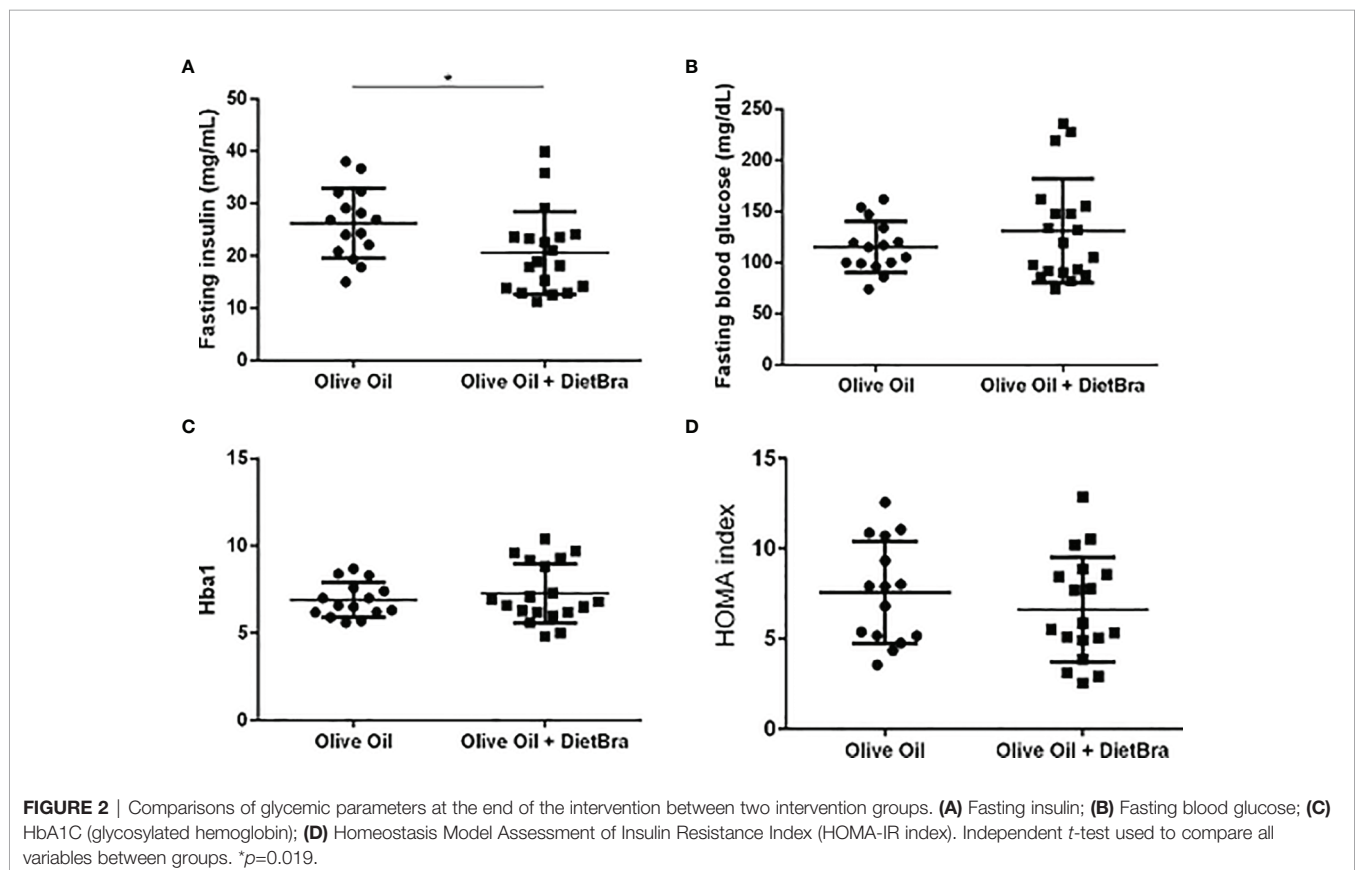 A
*
Fasting insulin (mg/mL)
50
40
30
20
10
0
Olive Oil
Olive Oil + DietBra
B
Fasting blood glucose (mg/dL)
250
200
150
100
50
0
Olive Oil
Olive Oil + DietBra
C
Hba1
15
10
5
0
Olive Oil
Olive Oil + DietBra
D
HOMA index
15
10
5
0
Olive Oil
Olive Oil + DietBra
FIGURE 2 | Comparisons of glycemic parameters at the end of the intervention between two intervention groups. (A) Fasting insulin; (B) Fasting blood glucose; (C)
HbA1C (glycosylated hemoglobin); (D) Homeostasis Model Assessment of Insulin Resistance Index (HOMA-IR index). Independent t-test used to compare all
variables between groups. *p=0.019.